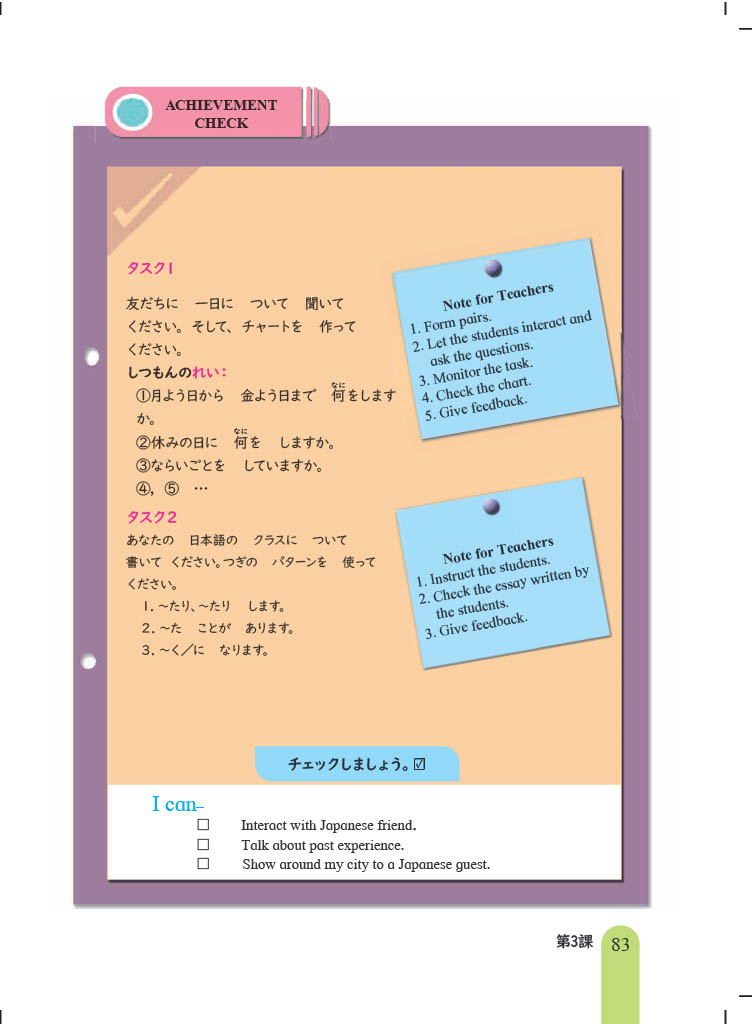 ACHIEVEMENT
CHECK
タスク1
友だちに 一日に ついて 聞いて
ください。そして、チャートを 作って
ください。
しつもんのれい：
①月よう日から 金よう日まで 何をします
なに
か。
なに
②休みの日に 何を しますか。
③ならいごとを していますか。
④，⑤ …
タスク2
あなたの 日本語の クラスに ついて
書いて ください。つぎの パターンを 使って
ください。
1．～たり、～たり します。
2．～た ことが あります。
3．～く／に なります。
Note for Teachers
1. Form pairs.
2. Let the students interact and
ask the questions.
3. Monitor the task.
4. Check the chart.
5. Give feedback.
Note for Teachers
1. Instruct the students.
2. Check the essay written by
the students.
3. Give feedback.
チェックしましょう。☑
I can–
☐ Interact with Japanese friend.
☐ Talk about past experience.
☐ Show around my city to a Japanese guest.
第3課 83